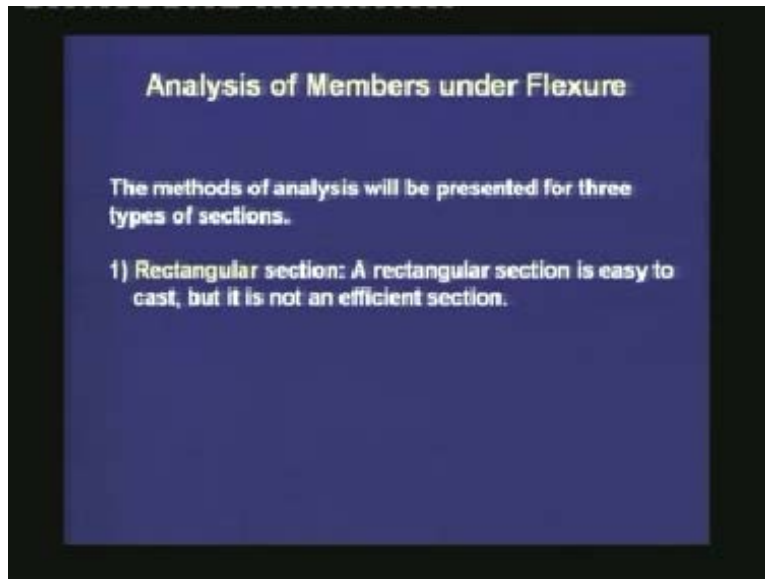 Analysis of Members under Flexure
The methods of analysis will be presented for three
types of sections.
1) Rectangular section: A rectangular section is easy to
cast, but it is not an efficient section.